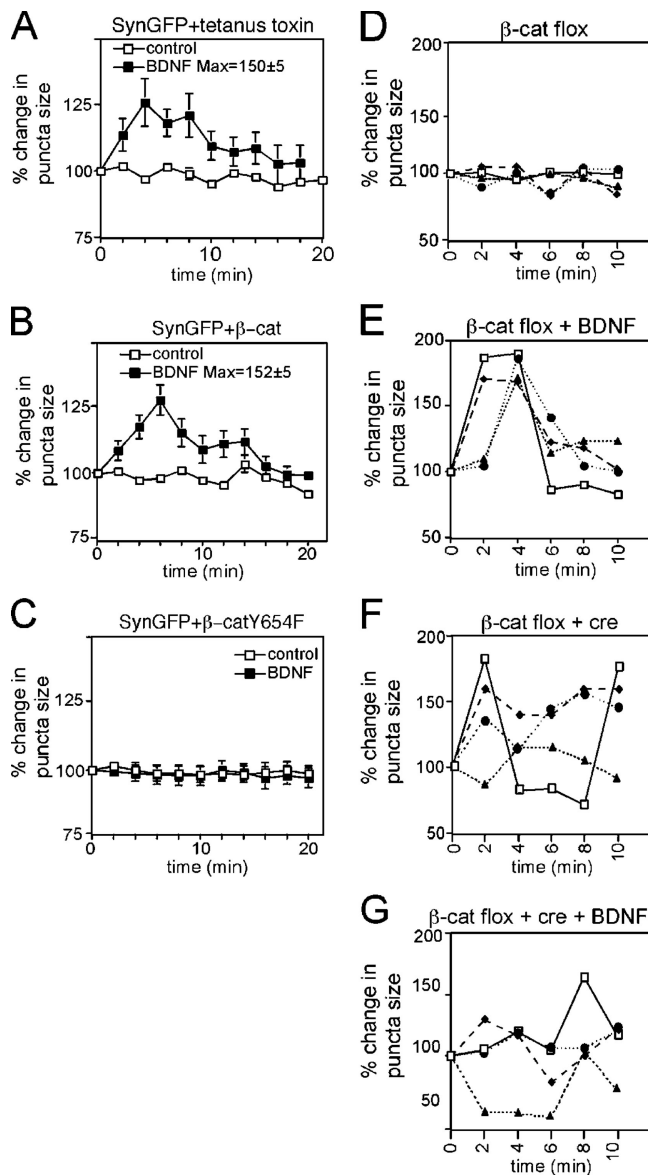 A
SynGFP+tetanus toxin
control
BDNF Max=150±5
% change in
puncta size
125
100
75
0
10
20
time (min)
B
SynGFP+β-cat
control
BDNF Max=152±5
% change in
puncta size
125
100
75
0
10
20
time (min)
C
SynGFP+β-catY654F
control
BDNF
% change in
puncta size
125
100
75
0
10
20
time (min)
D
β-cat flox
% change in
puncta size
200
150
100
50
0
2
4
6
8
10
time (min)
E
β-cat flox + BDNF
% change in
puncta size
200
150
100
50
0
2
4
6
8
10
time (min)
F
β-cat flox + cre
% change in
puncta size
200
150
100
50
0
2
4
6
8
10
time (min)
G
β-cat flox + cre + BDNF
% change in
puncta size
200
150
100
50
0
2
4
6
8
10
time (min)